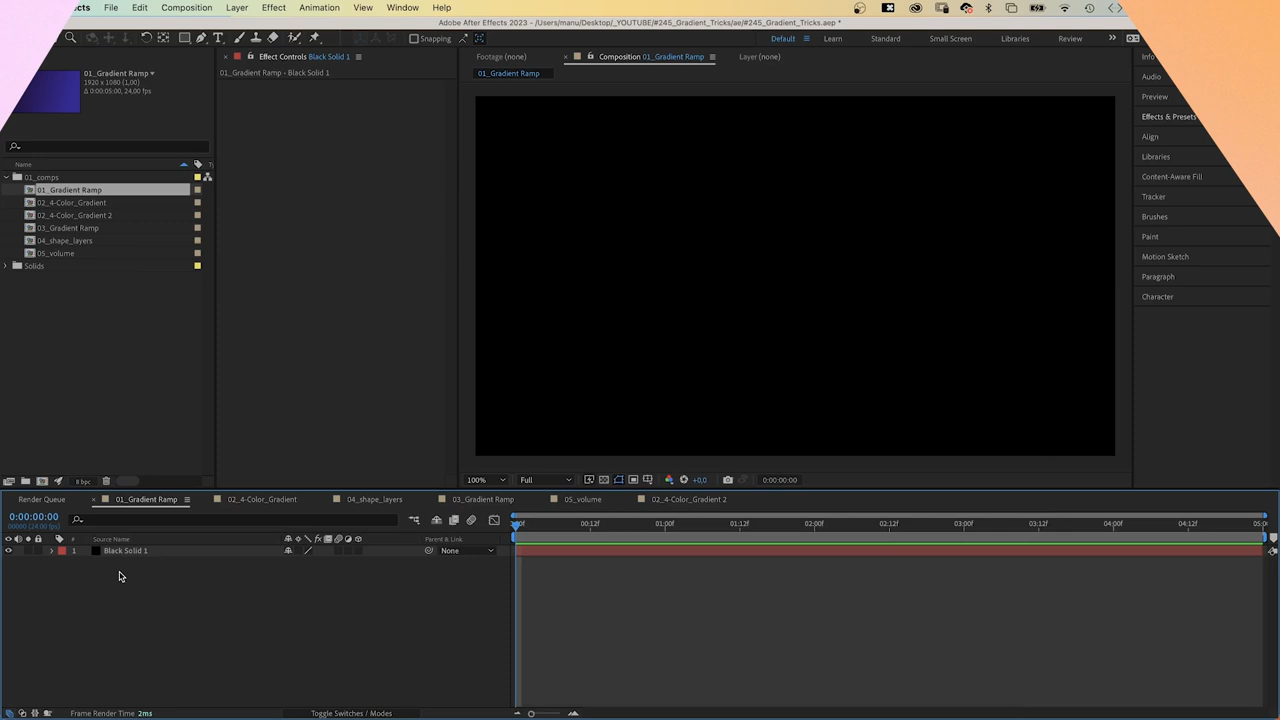 ects File Edit Composition Layer Effect Animation View Window Help
Adobe After Effects 2023 - /Users/manu/Desktop/_YOUTUBE/#245_Gradient_Tricks/ae/#245_Gradient_Tricks.aep *
Snapping
Default Learn Standard Small Screen Libraries Review
Effect Controls Black Solid 1
Footage (none)
Composition 01_Gradient Ramp
Layer (none)
Info
01_Gradient Ramp
1920 x 1080 (1,00)
Δ 0:00:05:00, 24,00 fps
01_Gradient Ramp - Black Solid 1
01_Gradient Ramp
Audio
Preview
Effects & Presets
Align
Libraries
Content-Aware Fill
Tracker
Brushes
Paint
Motion Sketch
Paragraph
Character
Name
01_comps
01_Gradient Ramp
02_4-Color_Gradient
02_4-Color_Gradient 2
03_Gradient Ramp
04_shape_layers
05_volume
Solids
8 bpc
100% Full +0,0 0:00:00:00
Render Queue 01_Gradient Ramp 02_4-Color_Gradient 04_shape_layers 03_Gradient Ramp 05_volume 02_4-Color_Gradient 2
0:00:00:00
00000 (24.00 fps)
00:12f 01:00f 01:12f 02:00f 02:12f 03:00f 03:12f 04:00f 04:12f 05:0
# Source Name Parent & Link
1 Black Solid 1 None
Frame Render Time 2ms
Toggle Switches / Modes